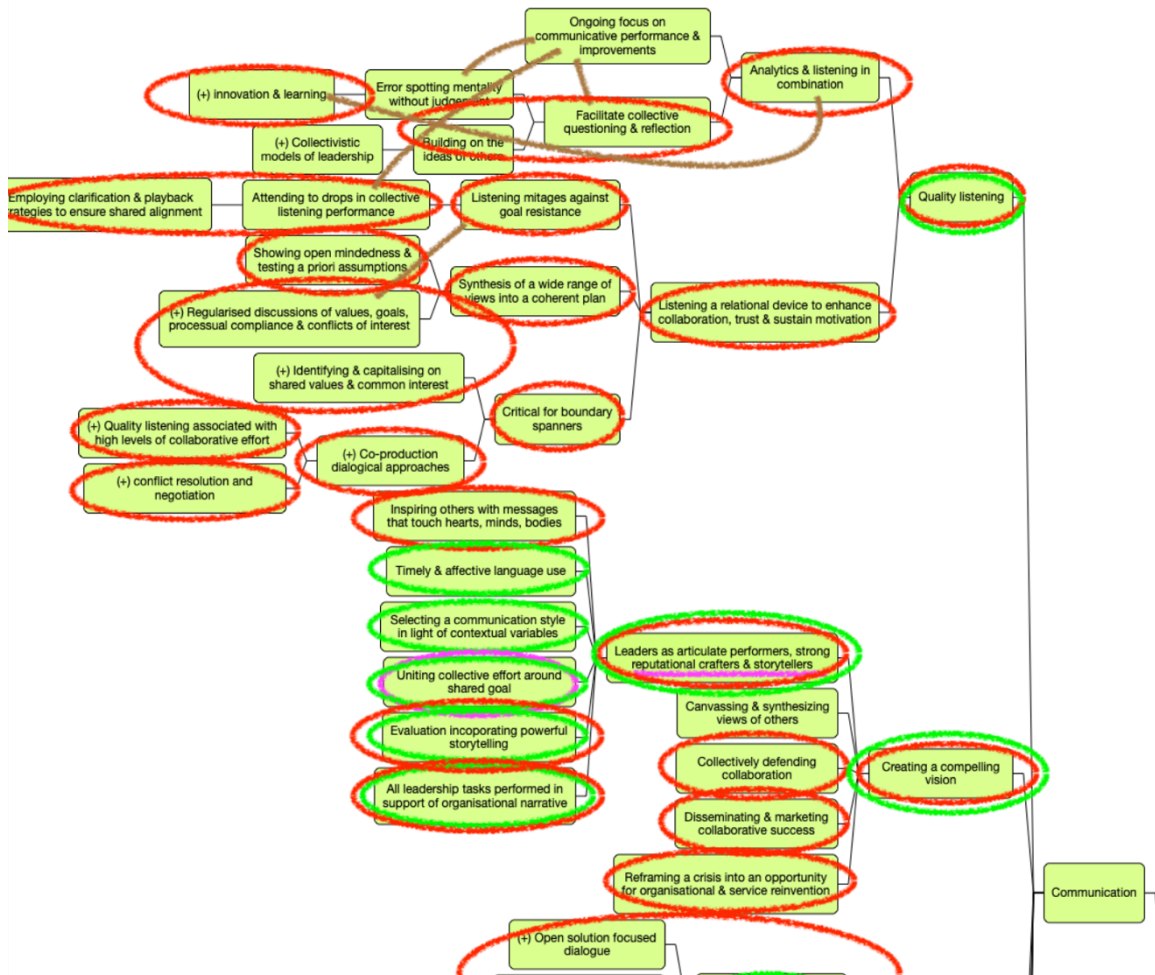 Ongoing focus on
communicative performance &
improvements
Analytics & listening in
combination
(+) innovation & learning
Error spotting mentality
without judgement
Facilitate collective
questioning & reflection
(+) Collectivistic
models of leadership
Building on the
ideas of others
Quality listening
Employing clarification & playback
strategies to ensure shared alignment
Attending to drops in collective
listening performance
Listening mitages against
goal resistance
Showing open mindedness &
testing a priori assumptions
Synthesis of a wide range of
views into a coherent plan
(+) Regularised discussions of values, goals,
processual compliance & conflicts of interest
Listening a relational device to enhance
collaboration, trust & sustain motivation
(+) Identifying & capitalising on
shared values & common interest
Critical for boundary
spanners
(+) Quality listening associated with
high levels of collaborative effort
(+) Co-production
dialogical approaches
(+) conflict resolution and
negotiation
Inspiring others with messages
that touch hearts, minds, bodies
Timely & affective language use
Selecting a communication style
in light of contextual variables
Leaders as articulate performers, strong
reputational crafters & storytellers
Uniting collective effort around
shared goal
Canvassing & synthesizing
views of others
Evaluation incoporating powerful
storytelling
Collectively defending
collaboration
Creating a compelling
vision
All leadership tasks performed in
support of organisational narrative
Disseminating & marketing
collaborative success
Reframing a crisis into an opportunity
for organisational & service reinvention
Communication
(+) Open solution focused
dialogue